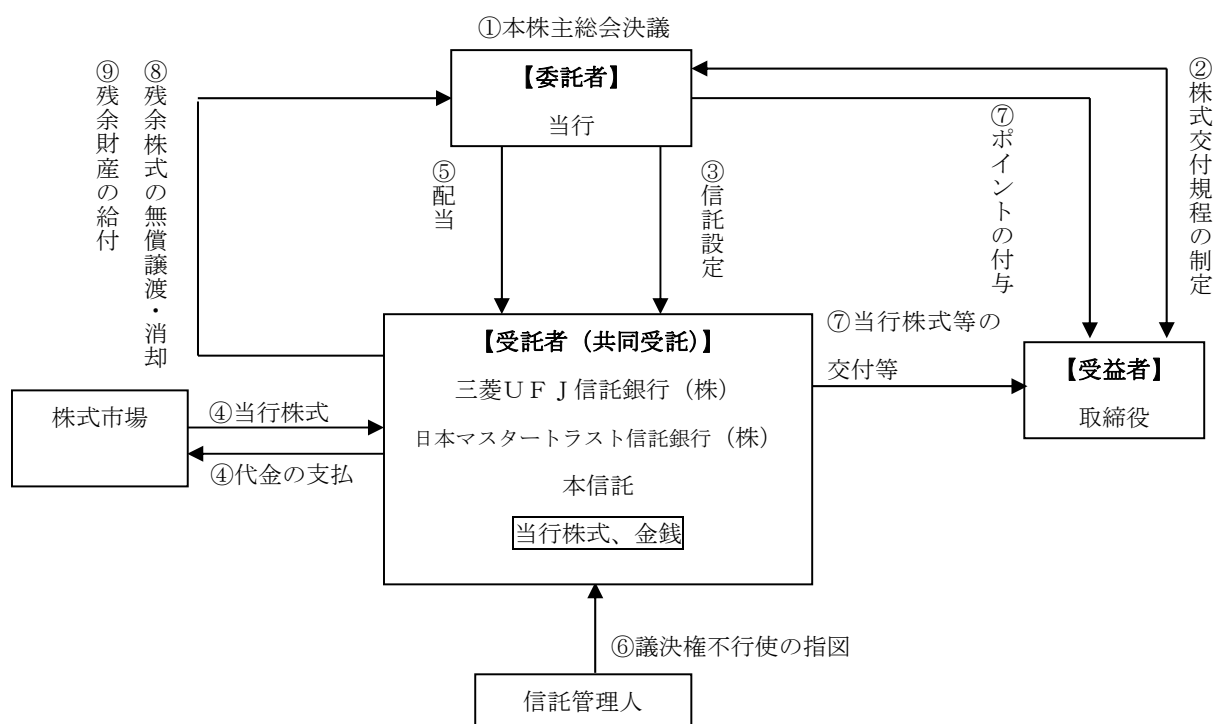 ①本株主総会決議
【委託者】
当行
⑨残余財産の給付
⑧残余株式の無償譲渡・消却
⑤配当
③信託設定
⑦ポイントの付与
②株式交付規程の制定
【受託者（共同受託）】
三菱ＵＦＪ信託銀行（株）
日本マスタートラスト信託銀行（株）
本信託
当行株式、金銭
⑦当行株式等の
交付等
【受益者】
取締役
株式市場
④当行株式
④代金の支払
⑥議決権不行使の指図
信託管理人